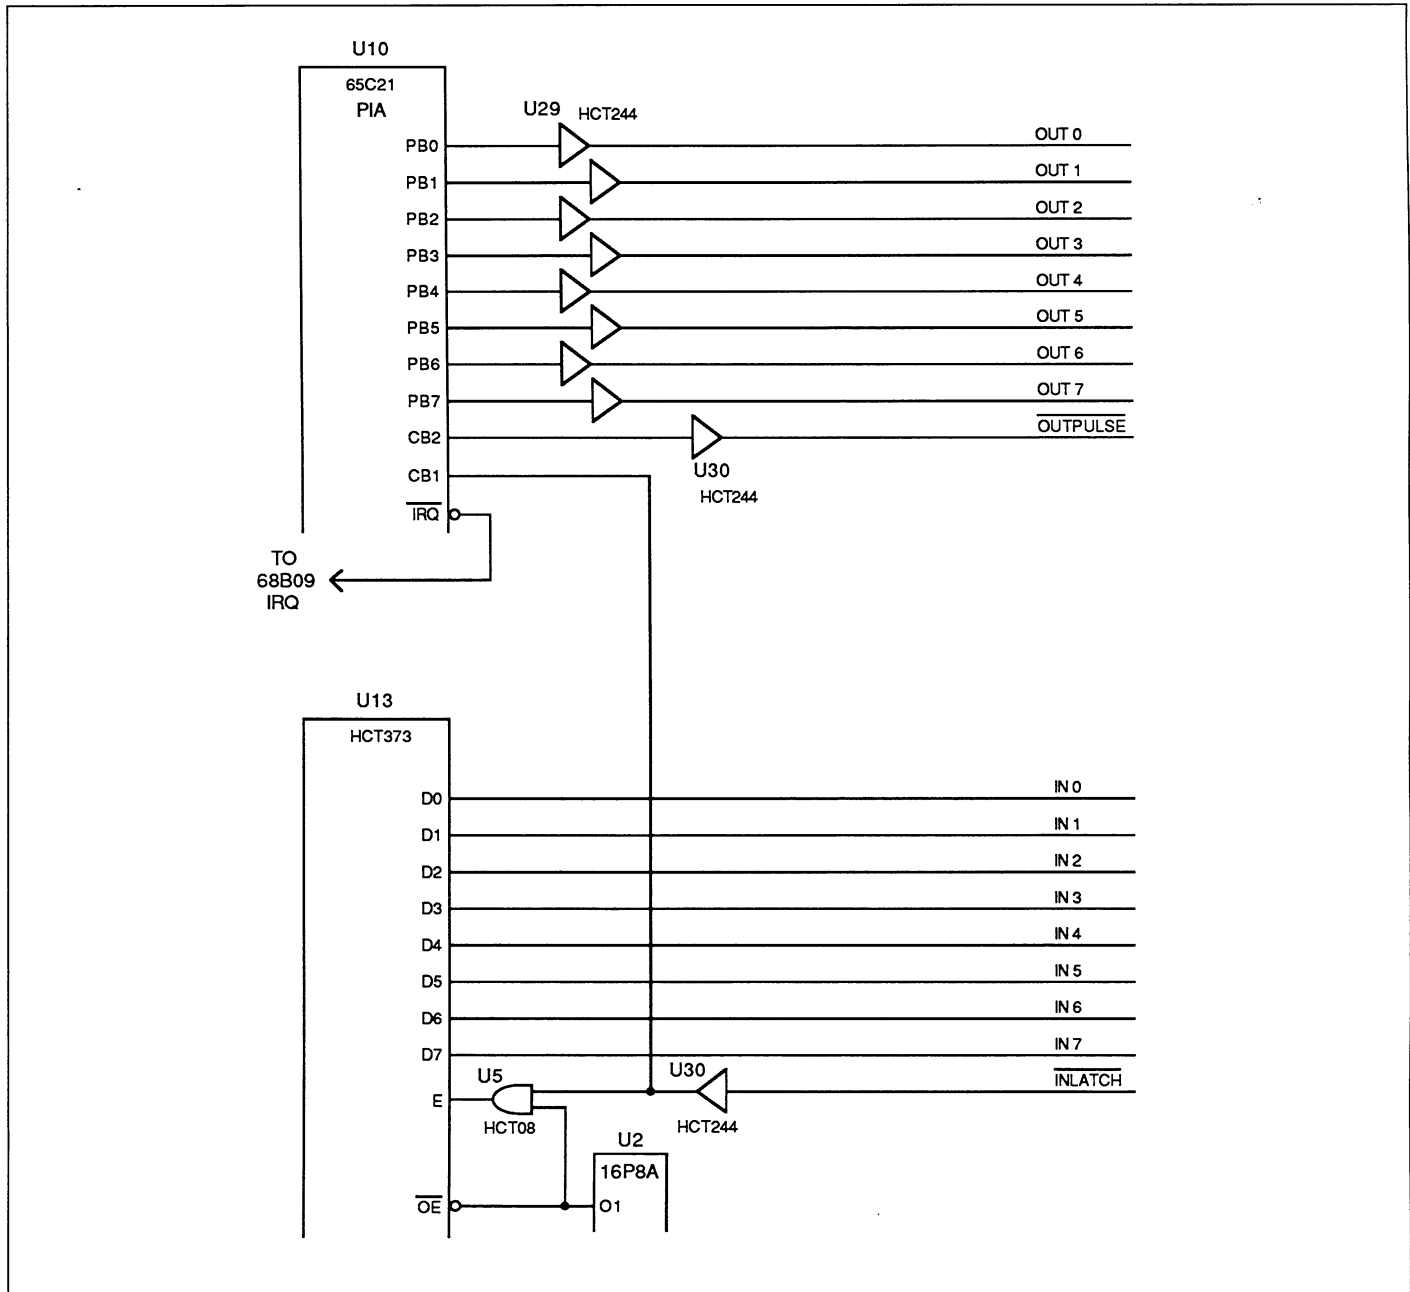 U10
65C21
PIA
U29 HCT244
PB0 OUT 0
PB1 OUT 1
PB2 OUT 2
PB3 OUT 3
PB4 OUT 4
PB5 OUT 5
PB6 OUT 6
PB7 OUT 7
CB2 OUTPULSE
CB1 U30
HCT244
IRQ
TO
68B09
IRQ
U13
HCT373
D0 IN 0
D1 IN 1
D2 IN 2
D3 IN 3
D4 IN 4
D5 IN 5
D6 IN 6
D7 IN 7
U5 U30 INLATCH
E
HCT08 HCT244
U2
16P8A
OE O1